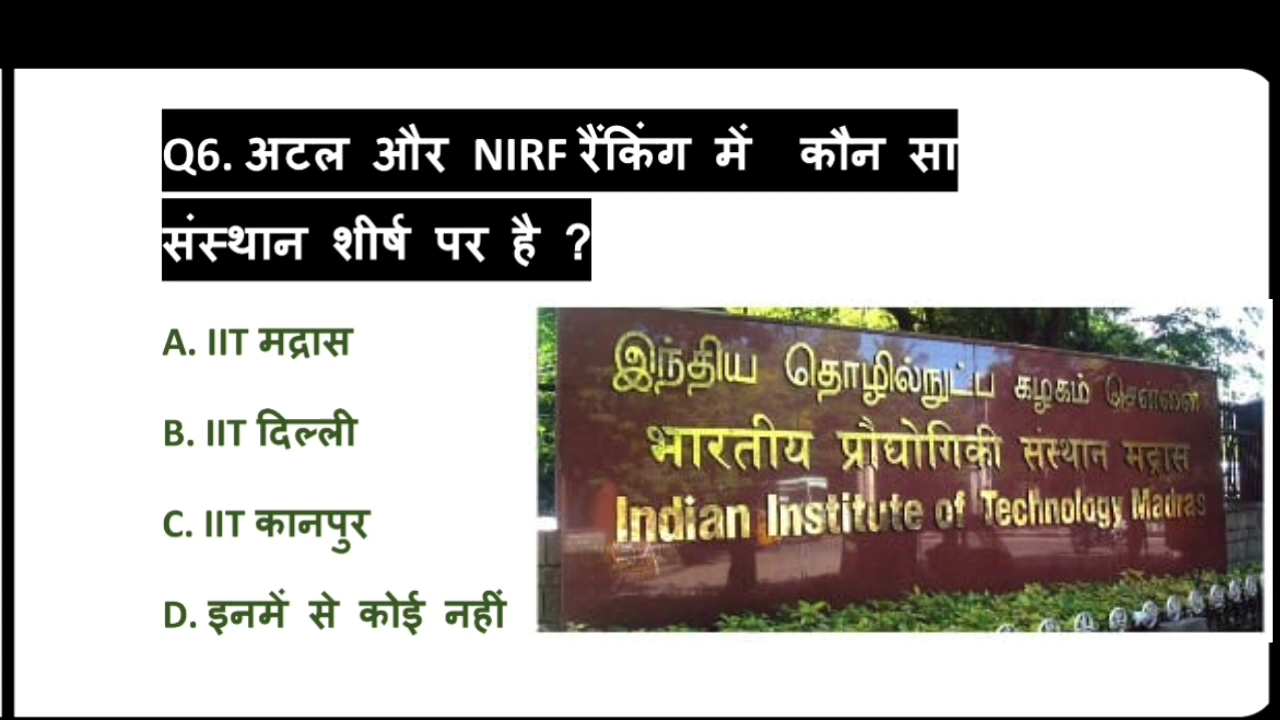 Q6. अटल और NIRF रैंकिंग में कौन सा
संस्थान शीर्ष पर है ?
A. IIT मद्रास
B. IIT दिल्ली
C. IIT कानपुर
D. इनमें से कोई नहीं
இந்திய தொழில்நுட்ப கழகம் சென்னை
भारतीय प्रौद्योगिकी संस्थान मद्रास
Indian Institute of Technology Madras